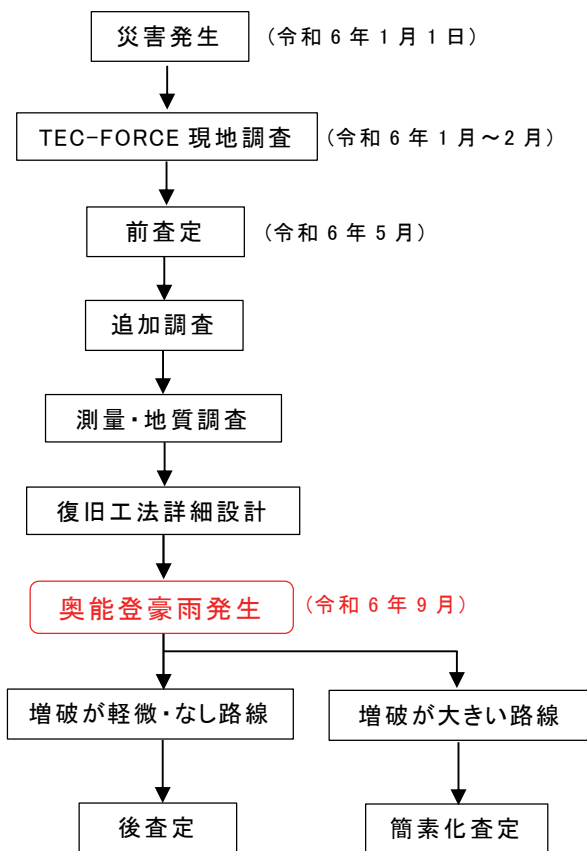 災害発生 (令和6年1月1日)
TEC-FORCE 現地調査 (令和6年1月～2月)
前査定 (令和6年5月)
追加調査
測量・地質調査
復旧工法詳細設計
奥能登豪雨発生 (令和6年9月)
増破が軽微・なし路線 増破が大きい路線
後査定 簡素化査定